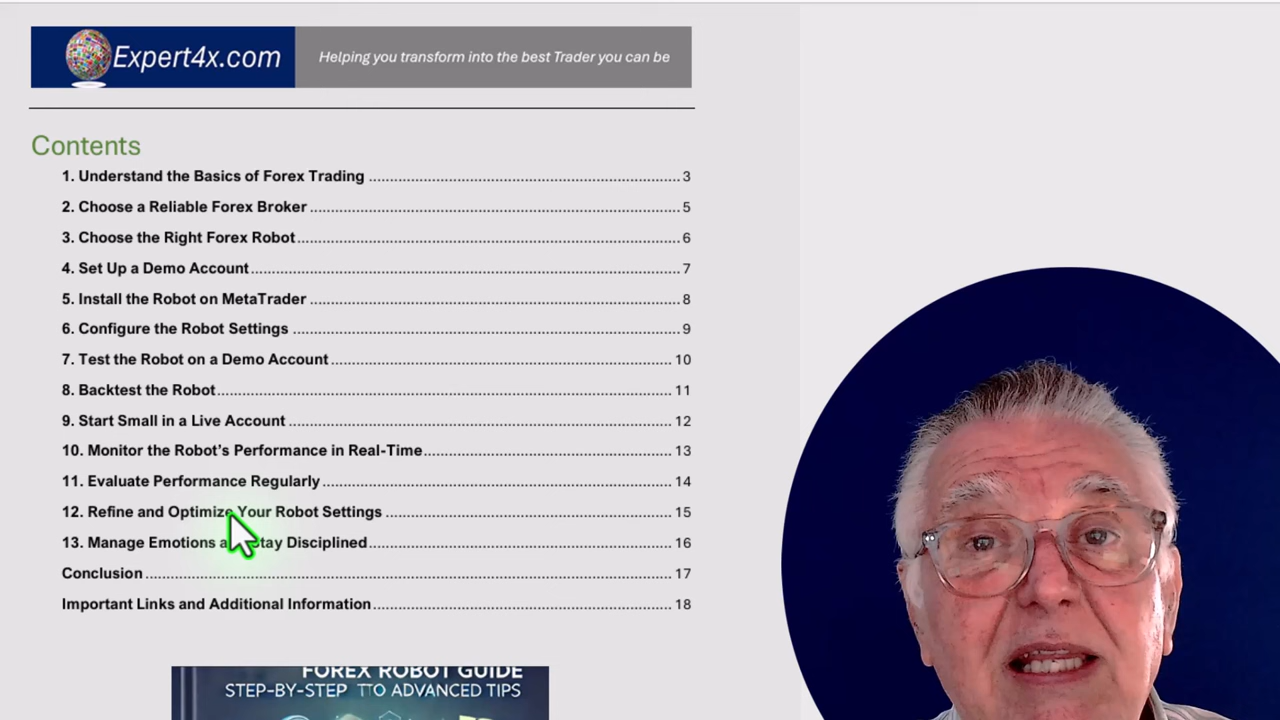 Expert4x.com
Helping you transform into the best Trader you can be
Contents
1. Understand the Basics of Forex Trading ........ 3
2. Choose a Reliable Forex Broker ........ 5
3. Choose the Right Forex Robot ........ 6
4. Set Up a Demo Account ........ 7
5. Install the Robot on MetaTrader ........ 8
6. Configure the Robot Settings ........ 9
7. Test the Robot on a Demo Account ........ 10
8. Backtest the Robot ........ 11
9. Start Small in a Live Account ........ 12
10. Monitor the Robot's Performance in Real-Time ........ 13
11. Evaluate Performance Regularly ........ 14
12. Refine and Optimize Your Robot Settings ........ 15
13. Manage Emotions and Stay Disciplined ........ 16
Conclusion ........ 17
Important Links and Additional Information ........ 18
FOREX ROBOT GUIDE
STEP-BY-STEP TTO ADVANCED TIPS